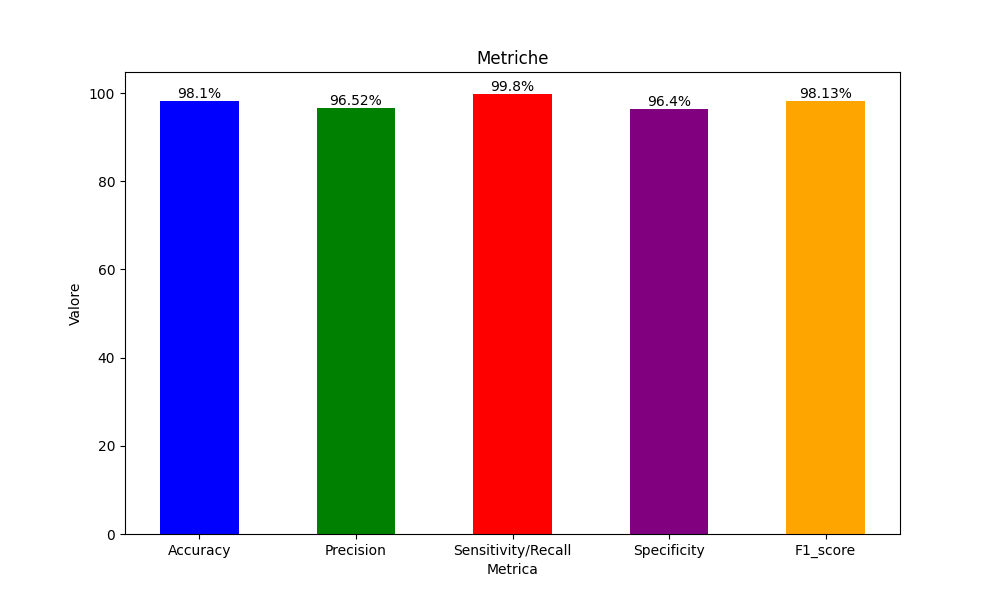 Metriche
98.1%
96.52%
99.8%
96.4%
98.13%
100
80
60
40
20
0
Valore
Accuracy
Precision
Sensitivity/Recall
Specificity
F1_score
Metrica